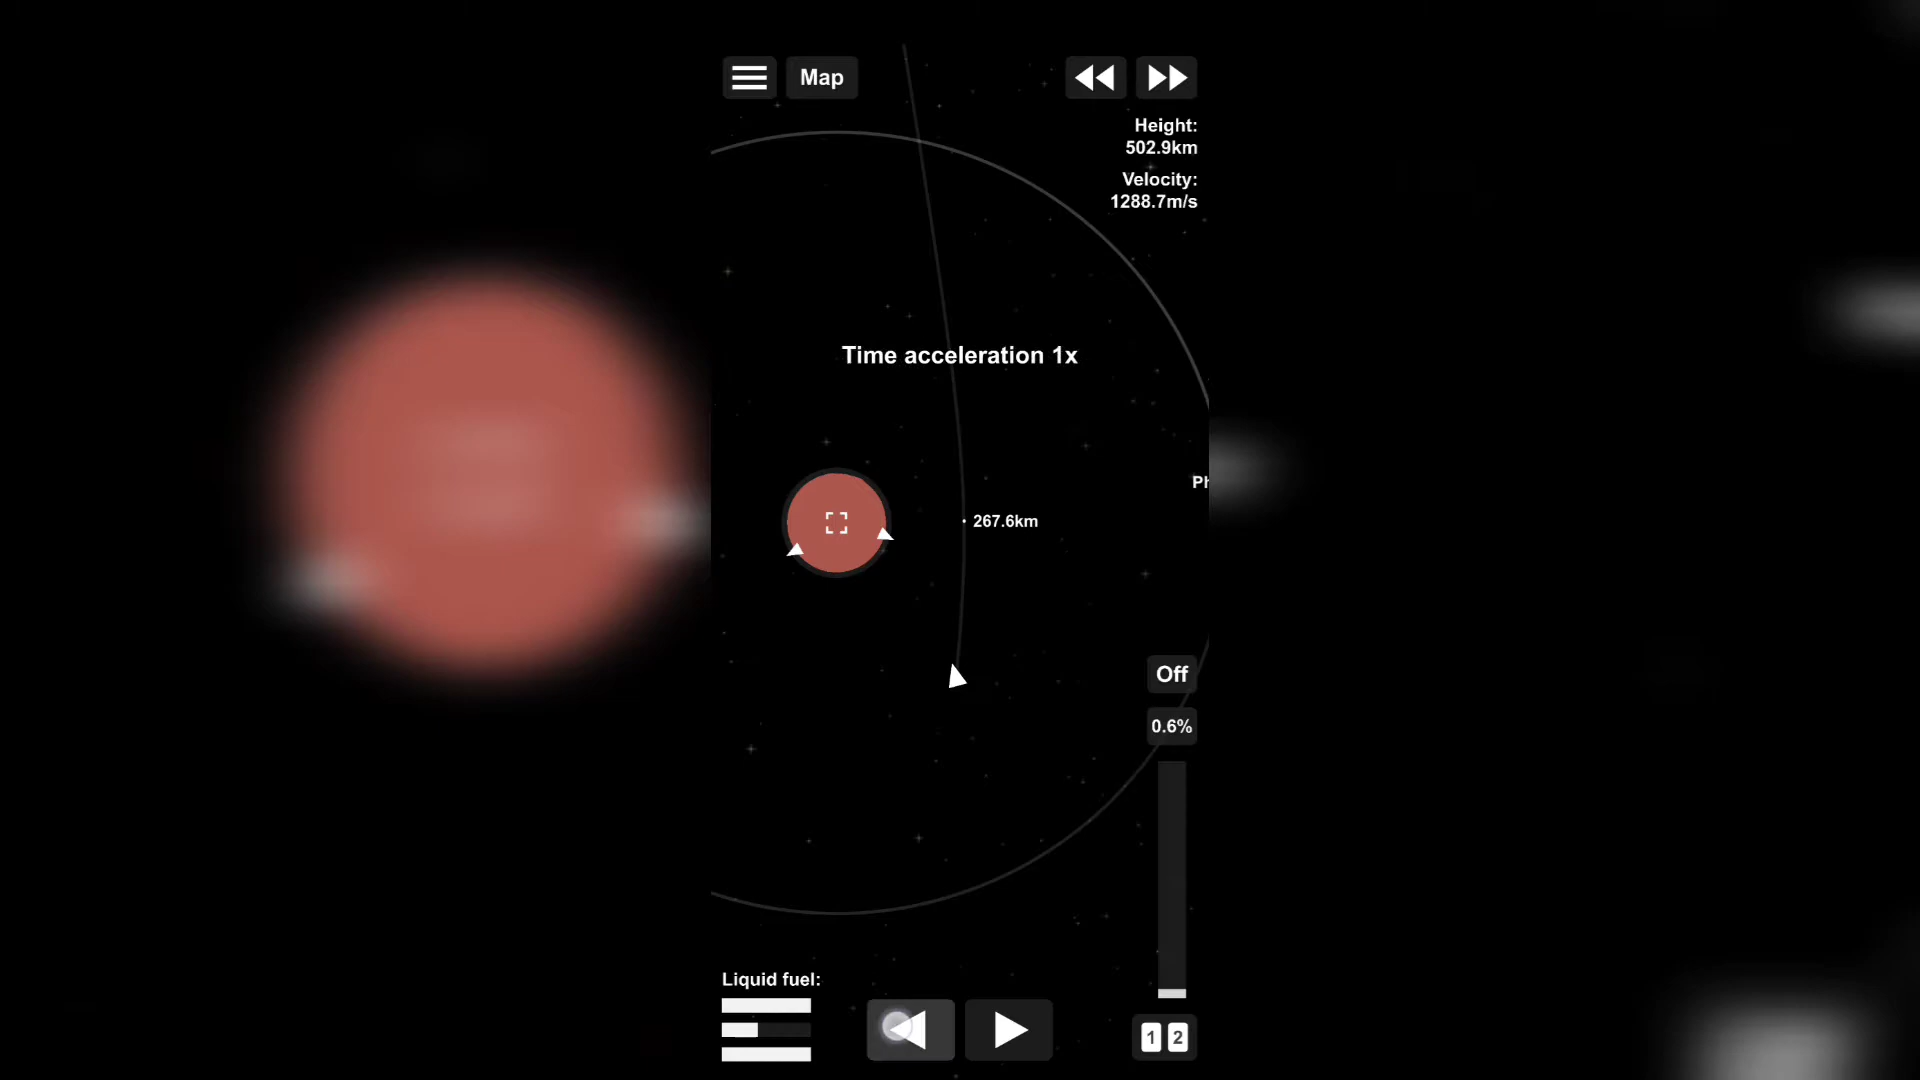 Map
Height:
502.9km
Velocity:
1288.7m/s
Time acceleration 1x
Ph
267.6km
Off
0.6%
Liquid fuel:
1 2